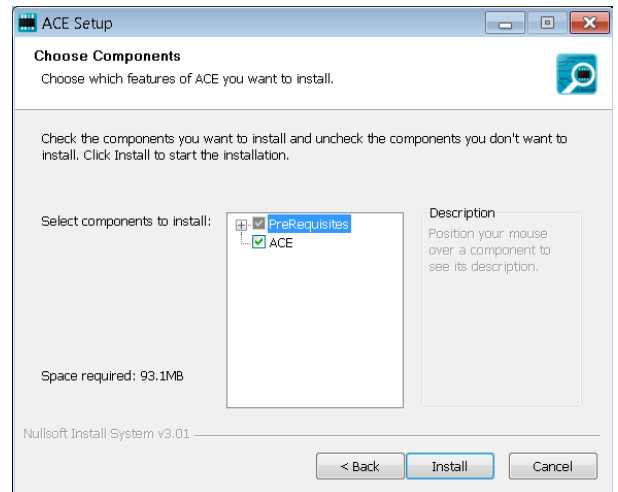 ACE Setup
Choose Components
Choose which features of ACE you want to install.
Check the components you want to install and uncheck the components you don't want to
install. Click Install to start the installation.
Select components to install:
PreRequisites
ACE
Description
Position your mouse
over a component to
see its description.
Space required: 93.1MB
Nullsoft Install System v3.01
< Back
Install
Cancel